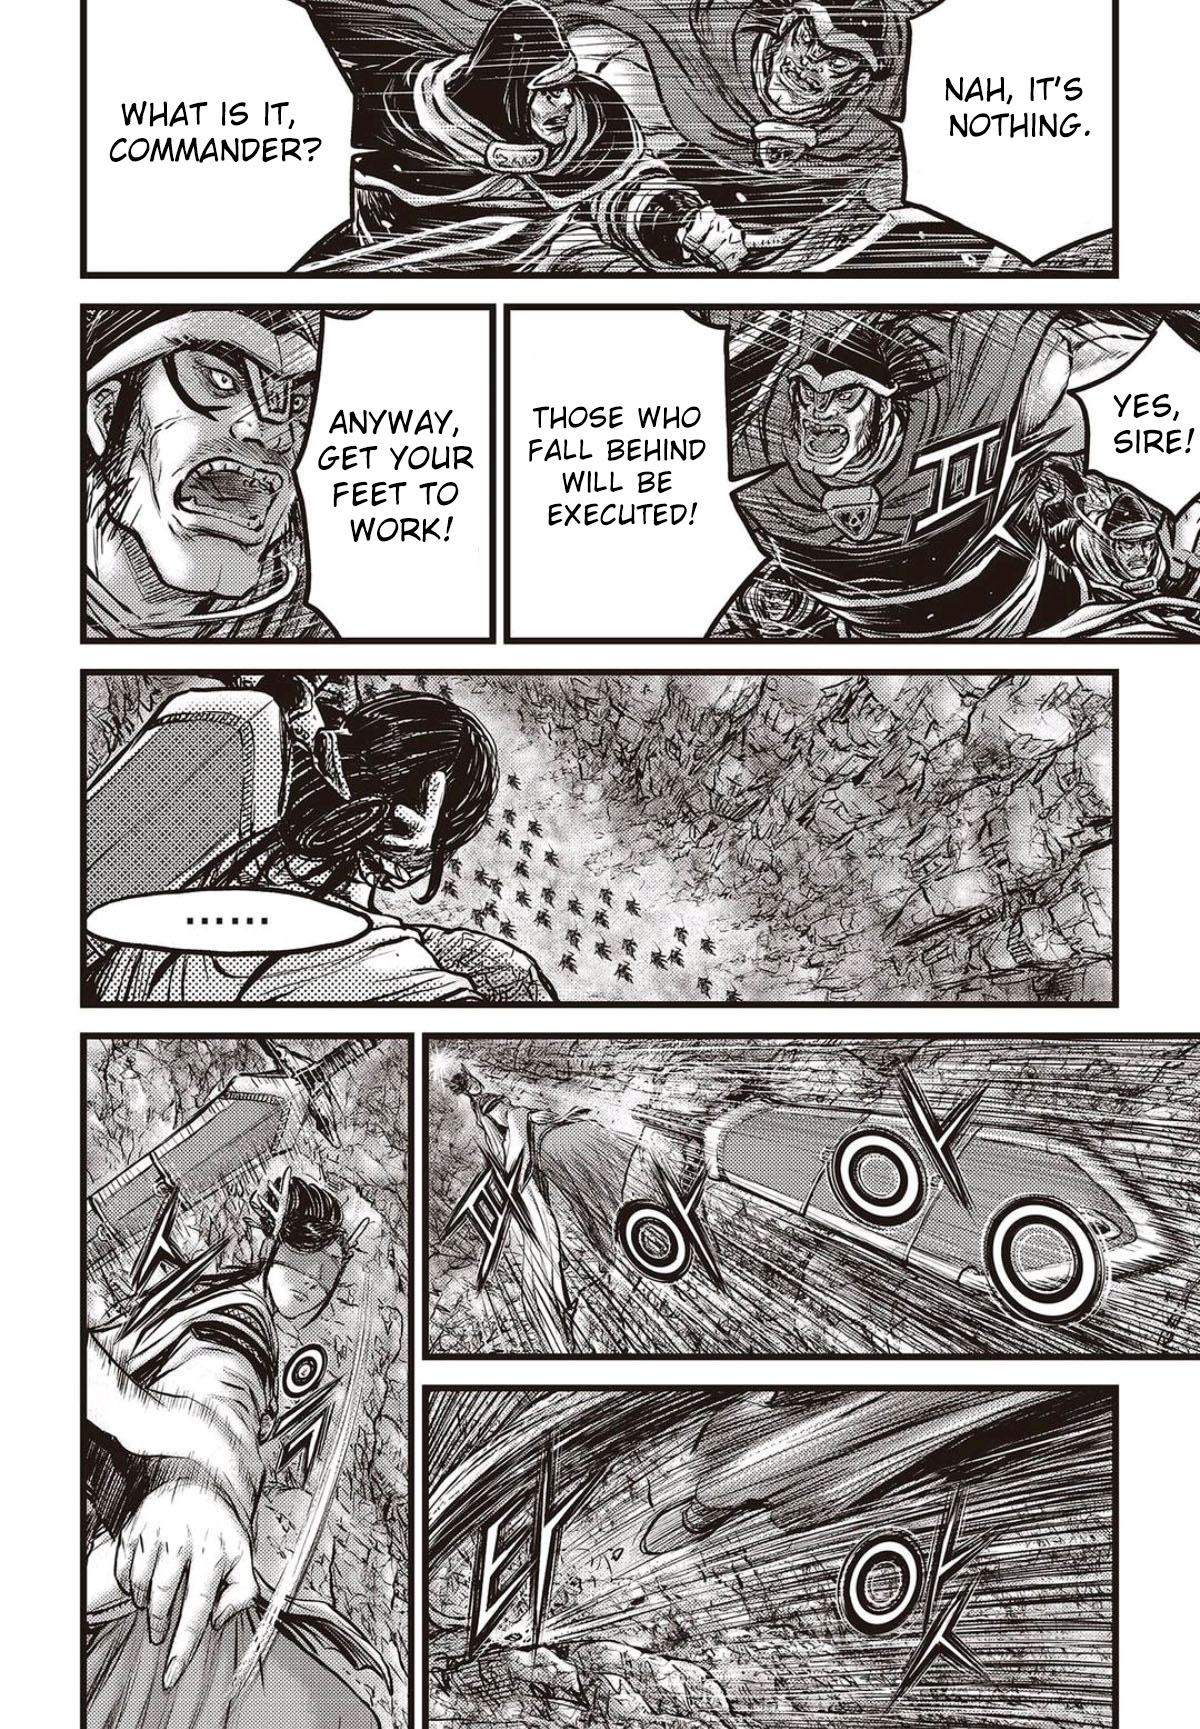 NAH, IT'S
NOTHING.
WHAT IS IT,
COMMANDER?
YES,
SIRE!
THOSE WHO
FALL BEHIND
WILL BE
EXECUTED!
ANYWAY,
GET YOUR
FEET TO
WORK!
......